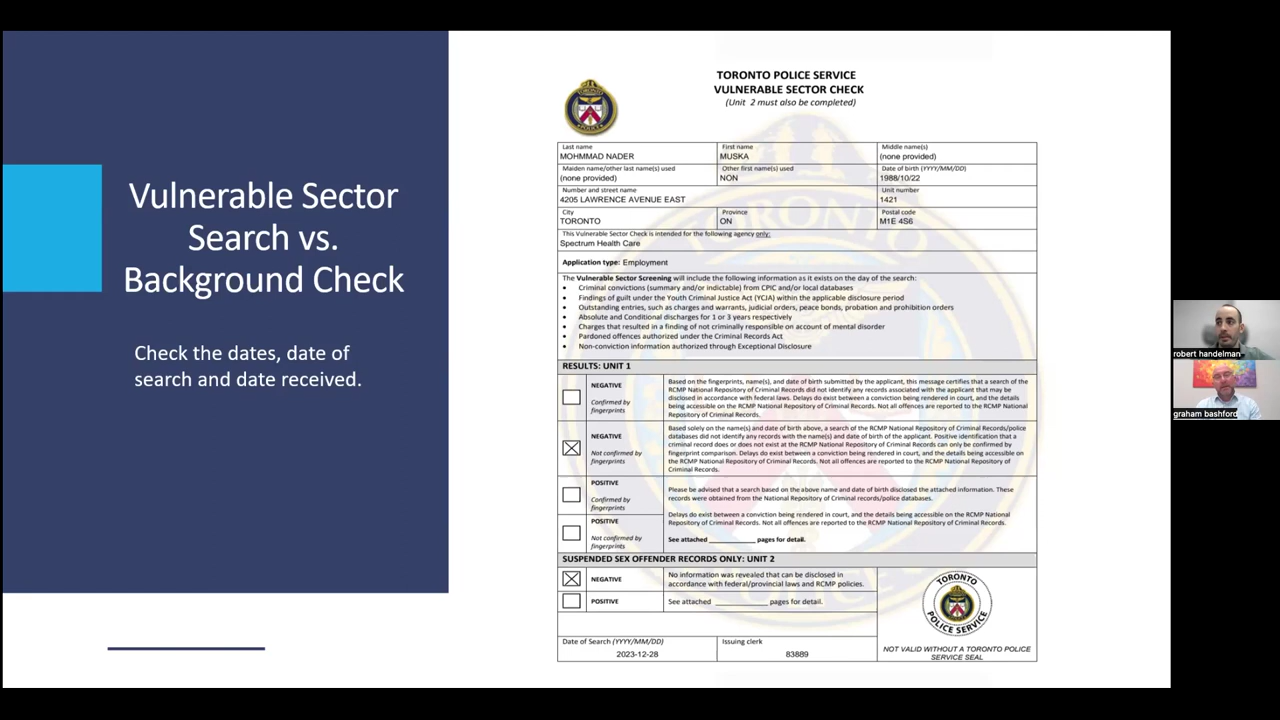 Vulnerable Sector
Search vs.
Background Check
Check the dates, date of
search and date received.
TORONTO POLICE SERVICE
VULNERABLE SECTOR CHECK
(Unit 2 must also be completed)
Last name
MOHMMAD NADER
First name
MUSKA
Middle name(s)
(none provided)
Maiden name/other last name(s) used
(none provided)
Other first name(s) used
NON
Date of birth (YYYY/MM/DD)
1988/10/22
Number and street name
4205 LAWRENCE AVENUE EAST
Unit number
1421
City
TORONTO
Province
ON
Postal code
M1E 4S6
This Vulnerable Sector Check is intended for the following agency only:
Spectrum Health Care
Application type: Employment
The Vulnerable Sector Screening will include the following information as it exists on the day of the search:
• Criminal convictions (summary and/or indictable) from CPIC and/or local databases
• Findings of guilt under the Youth Criminal Justice Act (YCJA) within the applicable disclosure period
• Outstanding entries, such as charges and warrants, judicial orders, peace bonds, probation and prohibition orders
• Absolute and Conditional discharges for 1 or 3 years respectively
• Charges that resulted in a finding of not criminally responsible on account of mental disorder
• Pardoned offences authorized under the Criminal Records Act
• Non-conviction information authorized through Exceptional Disclosure
RESULTS: UNIT 1
NEGATIVE
Confirmed by
fingerprints
Based on the fingerprints, name(s), and date of birth submitted by the applicant, this message certifies that a search of the
RCMP National Repository of Criminal Records did not identify any records associated with the applicant that may be
disclosed in accordance with federal laws. Delays do exist between a conviction being rendered in court, and the details
being accessible on the RCMP National Repository of Criminal Records. Not all offences are reported to the RCMP National
Repository of Criminal Records.
NEGATIVE
Not confirmed by
fingerprints
Based solely on the name(s) and date of birth above, a search of the RCMP National Repository of Criminal Records/police
databases did not identify any records with the name(s) and date of birth of the applicant. Positive identification that a
criminal record does or does not exist at the RCMP National Repository of Criminal Records can only be confirmed by
fingerprint comparison. Delays do exist between a conviction being rendered in court, and the details being accessible on
the RCMP National Repository of Criminal Records. Not all offences are reported to the RCMP National Repository of
Criminal Records.
POSITIVE
Confirmed by
fingerprints
POSITIVE
Not confirmed by
fingerprints
Please be advised that a search based on the above name and date of birth disclosed the attached information. These
records were obtained from the National Repository of Criminal records/police databases.
Delays do exist between a conviction being rendered in court, and the details being accessible on the RCMP National
Repository of Criminal Records. Not all offences are reported to the RCMP National Repository of Criminal Records.
See attached ____________ pages for detail.
SUSPENDED SEX OFFENDER RECORDS ONLY: UNIT 2
NEGATIVE
No information was revealed that can be disclosed in
accordance with federal/provincial laws and RCMP policies.
POSITIVE
See attached ____________ pages for detail.
TORONTO
POLICE SERVICE
Date of Search (YYYY/MM/DD)
2023-12-28
Issuing clerk
83889
NOT VALID WITHOUT A TORONTO POLICE
SERVICE SEAL
robert handelman
graham bashford